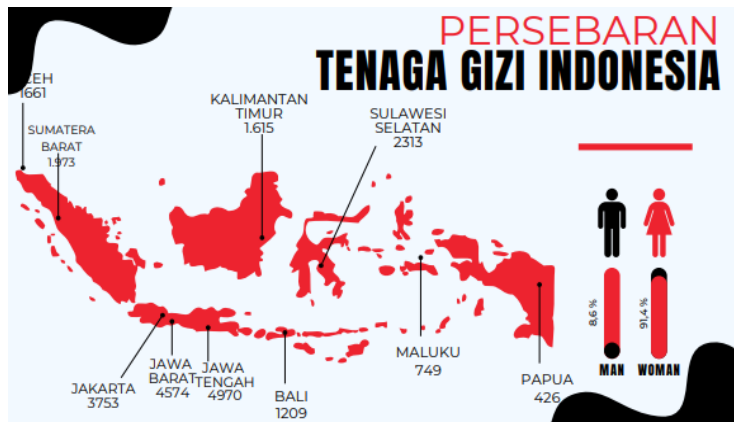 PERSEBARAN
TENAGA GIZI INDONESIA
CEH
1661
SUMATERA
BARAT
1.973
KALIMANTAN
TIMUR
1.615
SULAWESI
SELATAN
2313
8,6 %
91,4 %
MAN
WOMAN
JAKARTA
3753
JAWA
BARAT
4574
JAWA
TENGAH
4970
BALI
1209
MALUKU
749
PAPUA
426